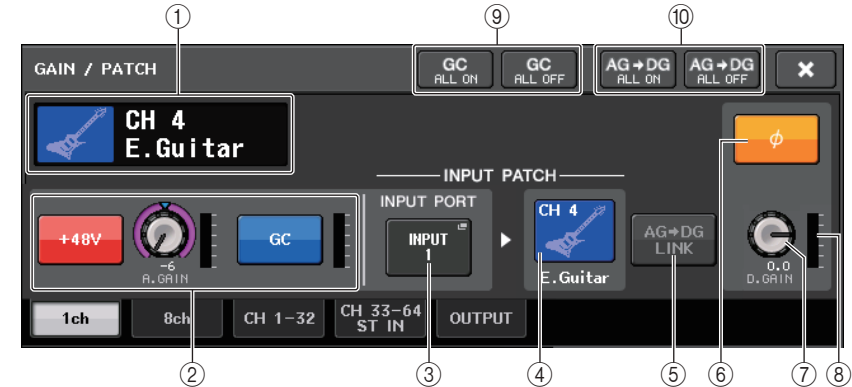 ① ⑨ ⑩
GAIN / PATCH
GC
ALL ON
GC
ALL OFF
AG➔DG
ALL ON
AG➔DG
ALL OFF
×
CH 4
E.Guitar
ϕ
INPUT PATCH
INPUT PORT
+48V
-6
A.GAIN
GC
INPUT
1
CH 4
E.Guitar
AG➔DG
LINK
0.0
D.GAIN
1ch
8ch
CH 1-32
CH 33-64
ST IN
OUTPUT
② ③ ④ ⑤ ⑥ ⑦ ⑧